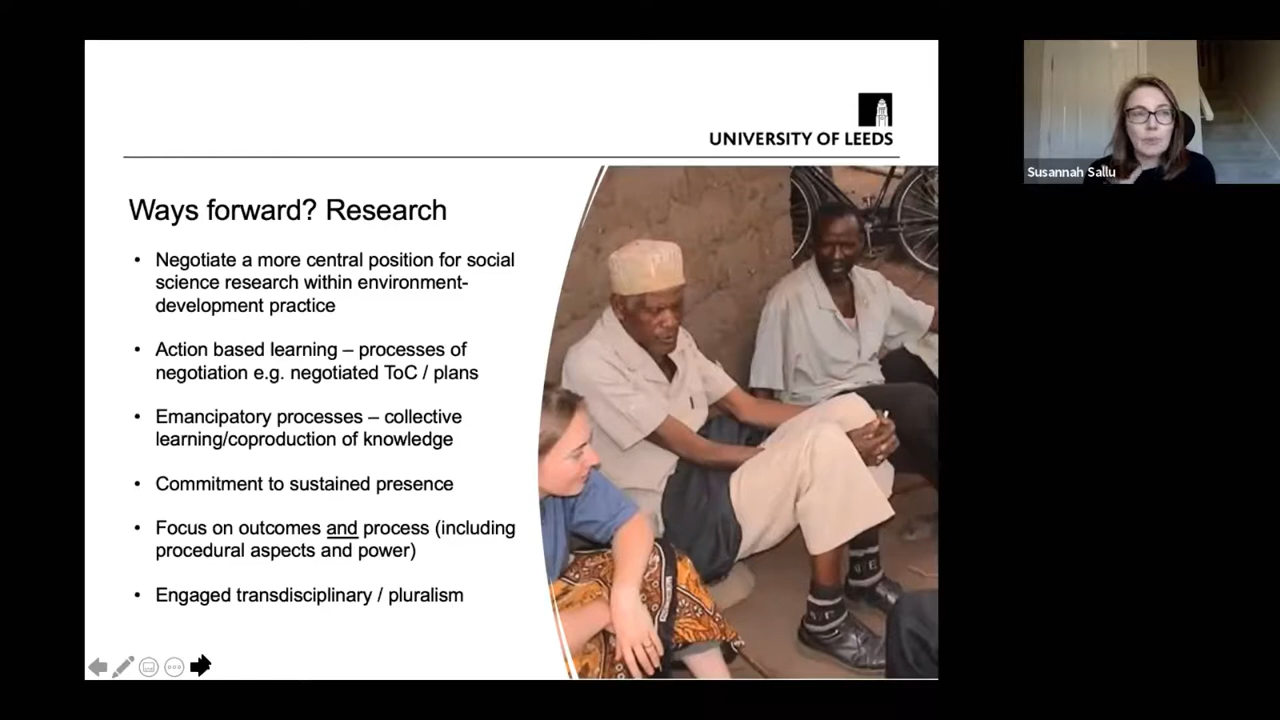 UNIVERSITY OF LEEDS
Susannah Sallu
Ways forward? Research
• Negotiate a more central position for social
science research within environment-
development practice
• Action based learning – processes of
negotiation e.g. negotiated ToC / plans
• Emancipatory processes – collective
learning/coproduction of knowledge
• Commitment to sustained presence
• Focus on outcomes and process (including
procedural aspects and power)
• Engaged transdisciplinary / pluralism